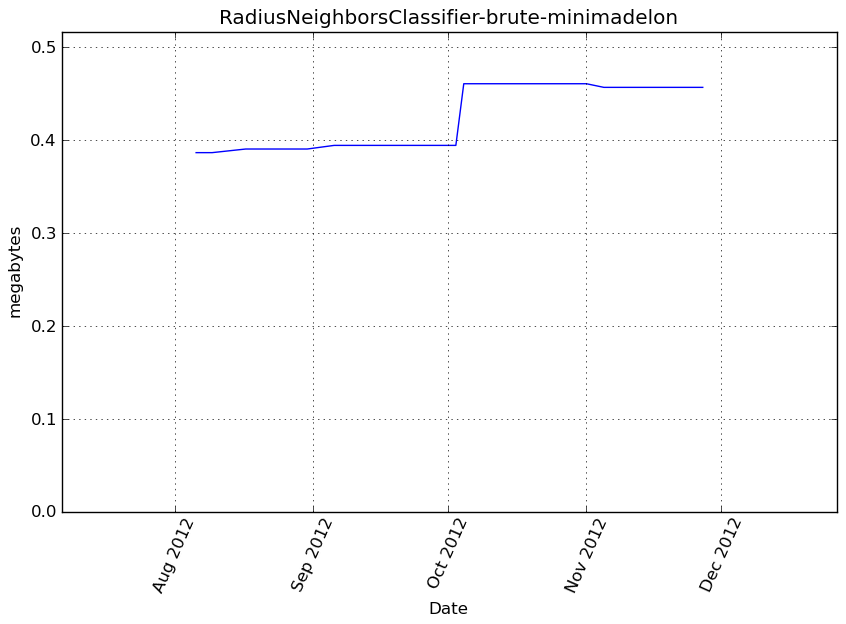 RadiusNeighborsClassifier-brute-minimadelon
0.5
0.4
0.3
0.2
0.1
0.0
megabytes
Aug 2012
Sep 2012
Oct 2012
Nov 2012
Dec 2012
Date